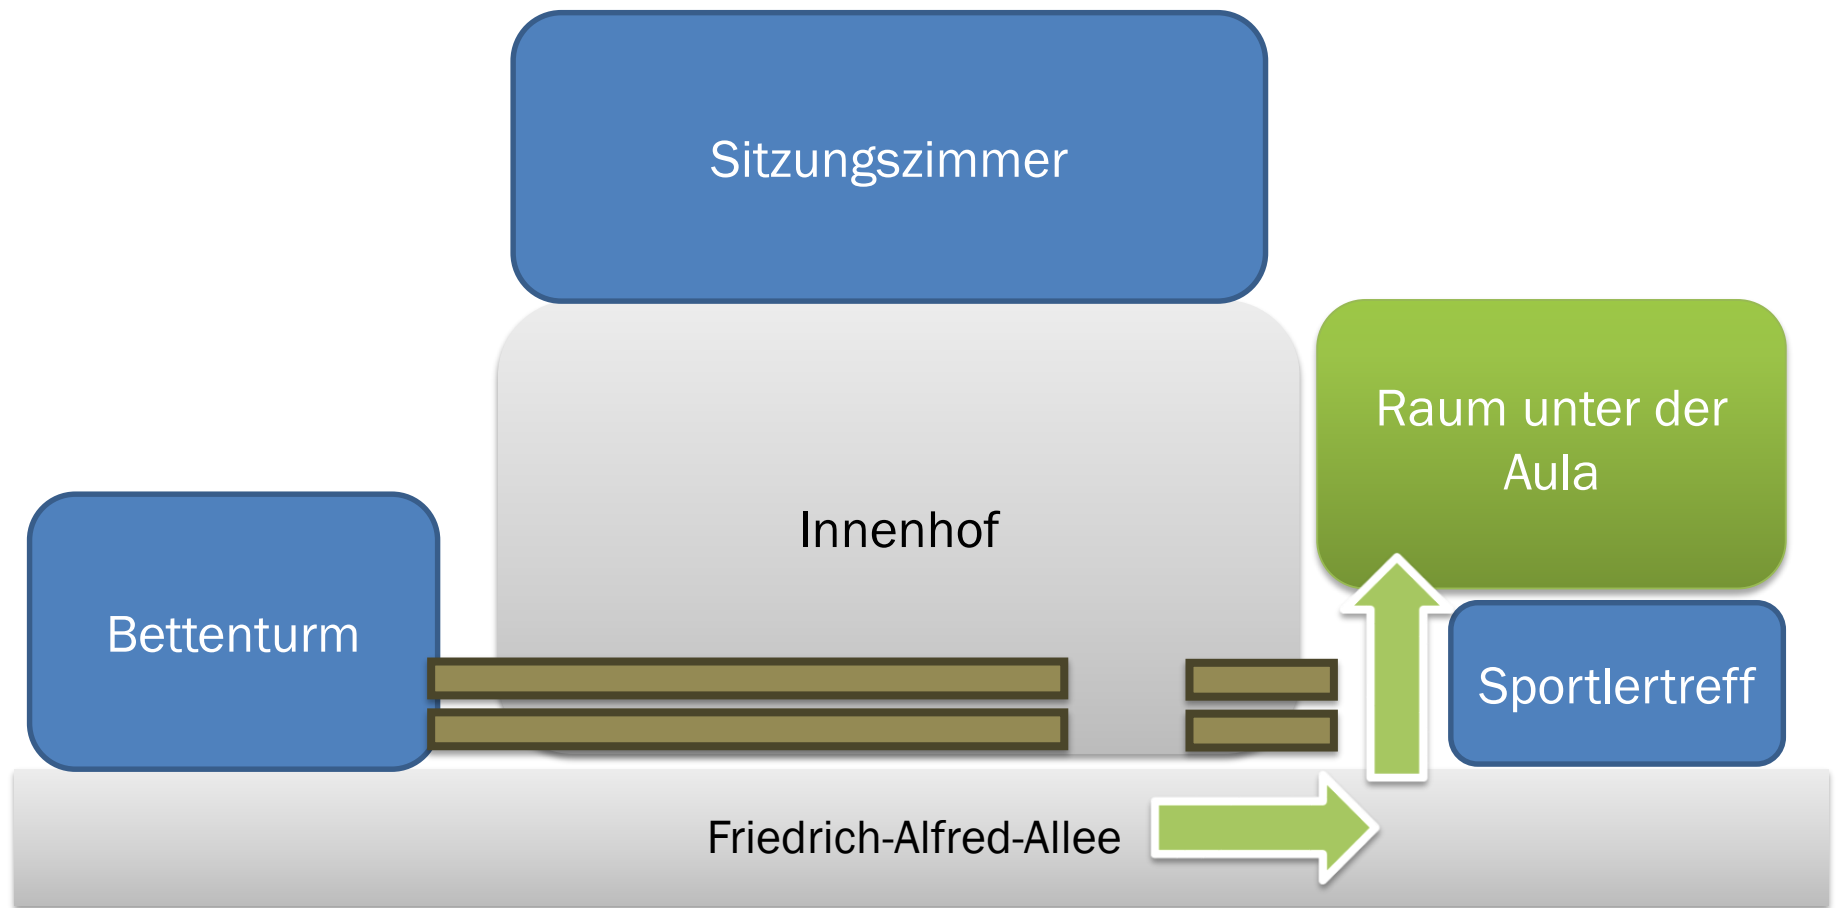 Sitzungszimmer
Raum unter der
Aula
Innenhof
Bettenturm
Sportlertreff
Friedrich-Alfred-Allee